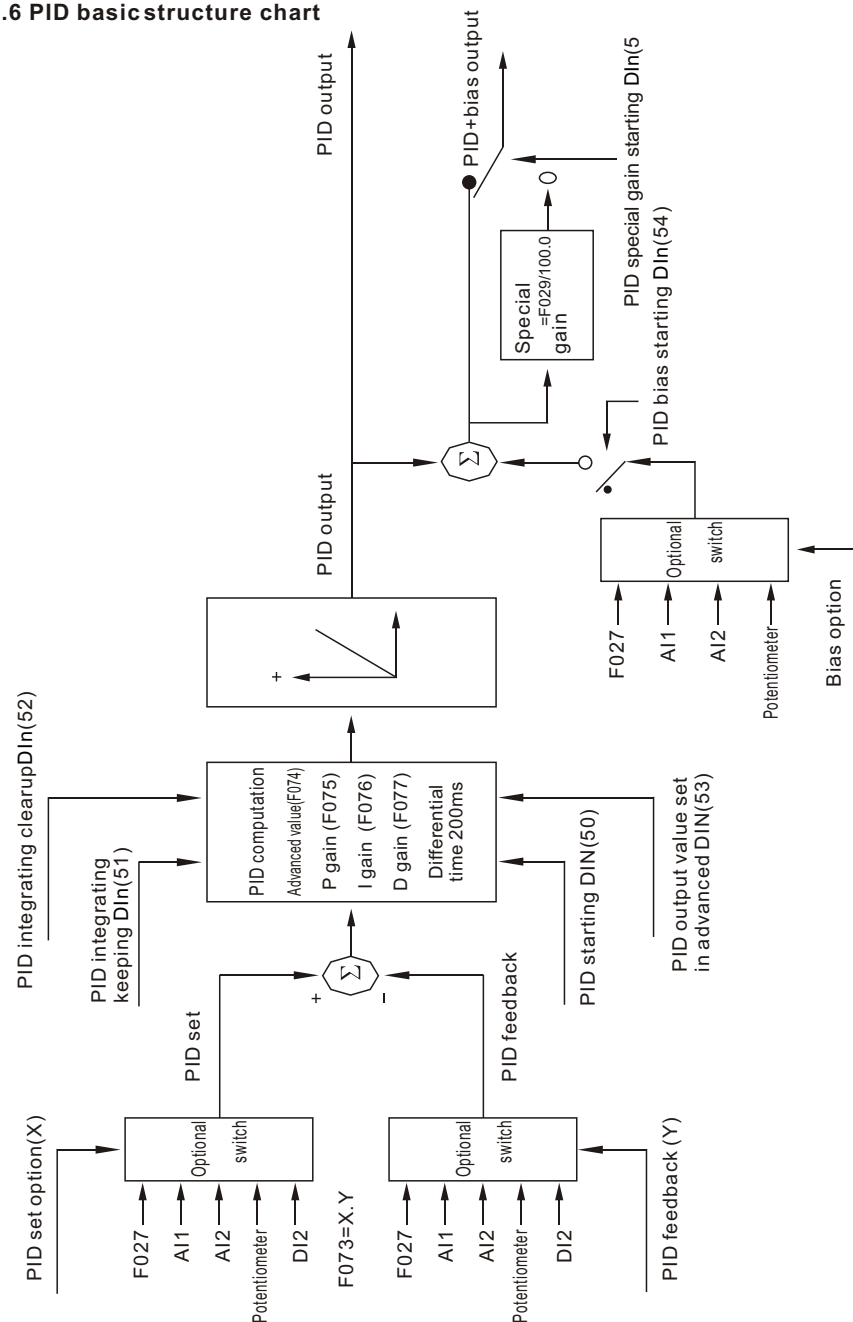 .6 PID basic structure chart
PID set option(X)
F027
AI1
AI2
Potentiometer
DI2
Optional
switch
F073=X.Y
F027
AI1
AI2
Potentiometer
DI2
Optional
switch
PID feedback (Y)
PID set
PID feedback
+
Σ
−
PID integrating
keeping DIn(51)
PID integrating clearupDIn(52)
PID computation
Advanced value(F074)
P gain (F075)
I gain (F076)
D gain (F077)
Differential
time 200ms
PID starting DIN(50)
PID output value set
in advanced DIN(53)
+
PID output
PID output
Σ
F027
AI1
AI2
Potentiometer
Optional
switch
Bias option
PID bias starting DIn(54)
PID special gain starting DIn(5
Special
=F029/100.0
gain
PID+bias output